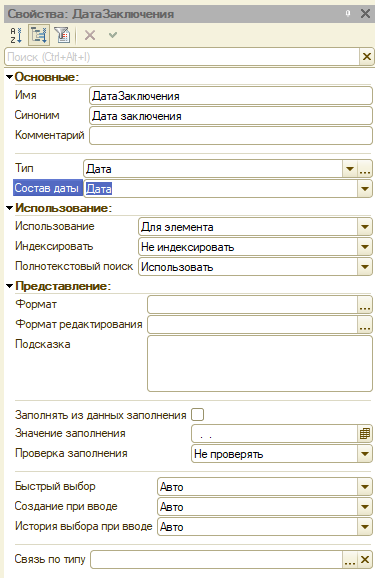 Свойства: ДатаЗаключения
Поиск (Ctrl+Alt+I)
Основные:
Имя ДатаЗаключения
Синоним Дата заключения
Комментарий
Тип Дата
Состав даты Дата
Использование:
Использование Для элемента
Индексировать Не индексировать
Полнотекстовый поиск Использовать
Представление:
Формат
Формат редактирования
Подсказка
Заполнять из данных заполнения
Значение заполнения . .
Проверка заполнения Не проверять
Быстрый выбор Авто
Создание при вводе Авто
История выбора при вводе Авто
Связь по типу